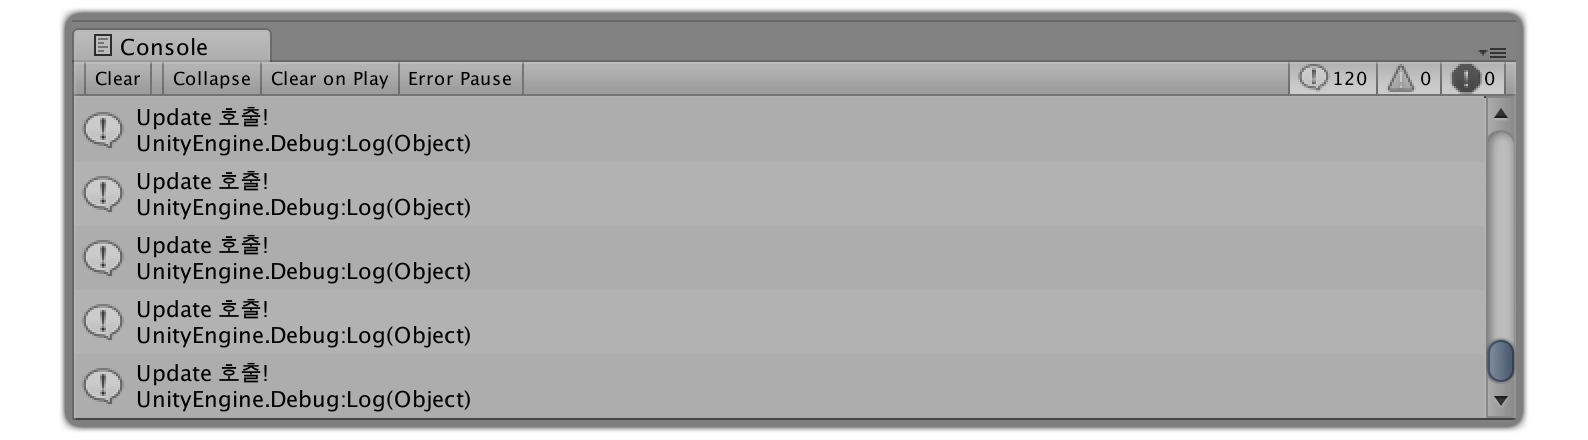 Console
Clear Collapse Clear on Play Error Pause 120 0 0
Update 호출!
UnityEngine.Debug:Log(Object)
Update 호출!
UnityEngine.Debug:Log(Object)
Update 호출!
UnityEngine.Debug:Log(Object)
Update 호출!
UnityEngine.Debug:Log(Object)
Update 호출!
UnityEngine.Debug:Log(Object)